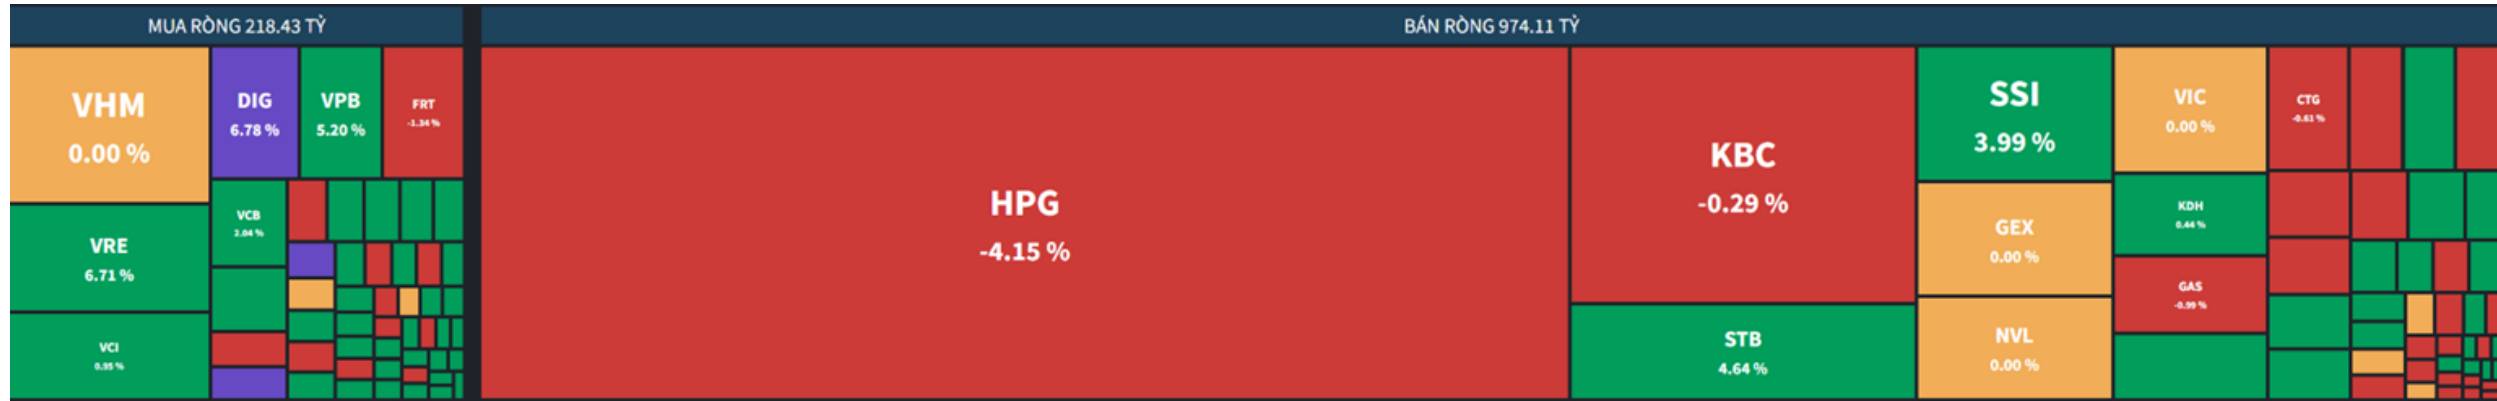 MUA RÒNG 218.43 TỶ
VHM
0.00 %
DIG
6.78 %
VPB
5.20 %
FRT
-1.34 %
VRE
6.71 %
VCB
2.04 %
VCI
0.95 %
BÁN RÒNG 974.11 TỶ
HPG
-4.15 %
KBC
-0.29 %
STB
4.64 %
SSI
3.99 %
GEX
0.00 %
NVL
0.00 %
VIC
0.00 %
KDH
0.44 %
GAS
-0.99 %
CTG
-0.61 %